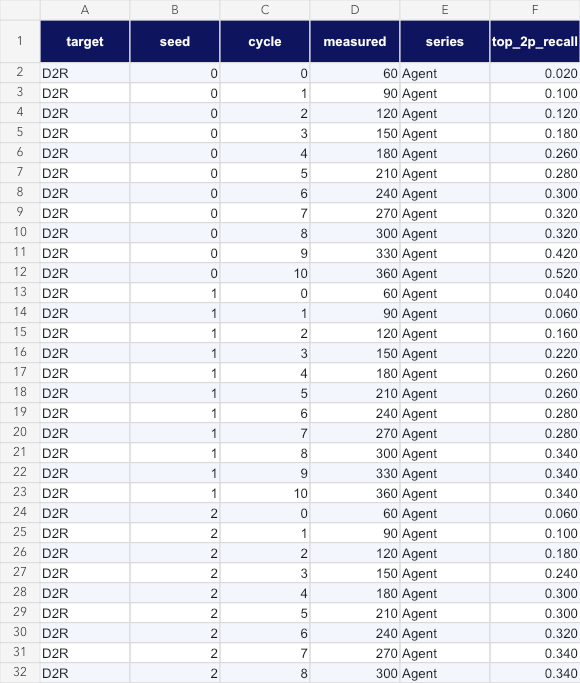 A B C D E F
1 target seed cycle measured series top_2p_recall
2 D2R 0 0 60 Agent 0.020
3 D2R 0 1 90 Agent 0.100
4 D2R 0 2 120 Agent 0.120
5 D2R 0 3 150 Agent 0.180
6 D2R 0 4 180 Agent 0.260
7 D2R 0 5 210 Agent 0.280
8 D2R 0 6 240 Agent 0.300
9 D2R 0 7 270 Agent 0.320
10 D2R 0 8 300 Agent 0.320
11 D2R 0 9 330 Agent 0.420
12 D2R 0 10 360 Agent 0.520
13 D2R 1 0 60 Agent 0.040
14 D2R 1 1 90 Agent 0.060
15 D2R 1 2 120 Agent 0.160
16 D2R 1 3 150 Agent 0.220
17 D2R 1 4 180 Agent 0.260
18 D2R 1 5 210 Agent 0.260
19 D2R 1 6 240 Agent 0.280
20 D2R 1 7 270 Agent 0.280
21 D2R 1 8 300 Agent 0.340
22 D2R 1 9 330 Agent 0.340
23 D2R 1 10 360 Agent 0.340
24 D2R 2 0 60 Agent 0.060
25 D2R 2 1 90 Agent 0.100
26 D2R 2 2 120 Agent 0.180
27 D2R 2 3 150 Agent 0.240
28 D2R 2 4 180 Agent 0.300
29 D2R 2 5 210 Agent 0.300
30 D2R 2 6 240 Agent 0.320
31 D2R 2 7 270 Agent 0.340
32 D2R 2 8 300 Agent 0.340